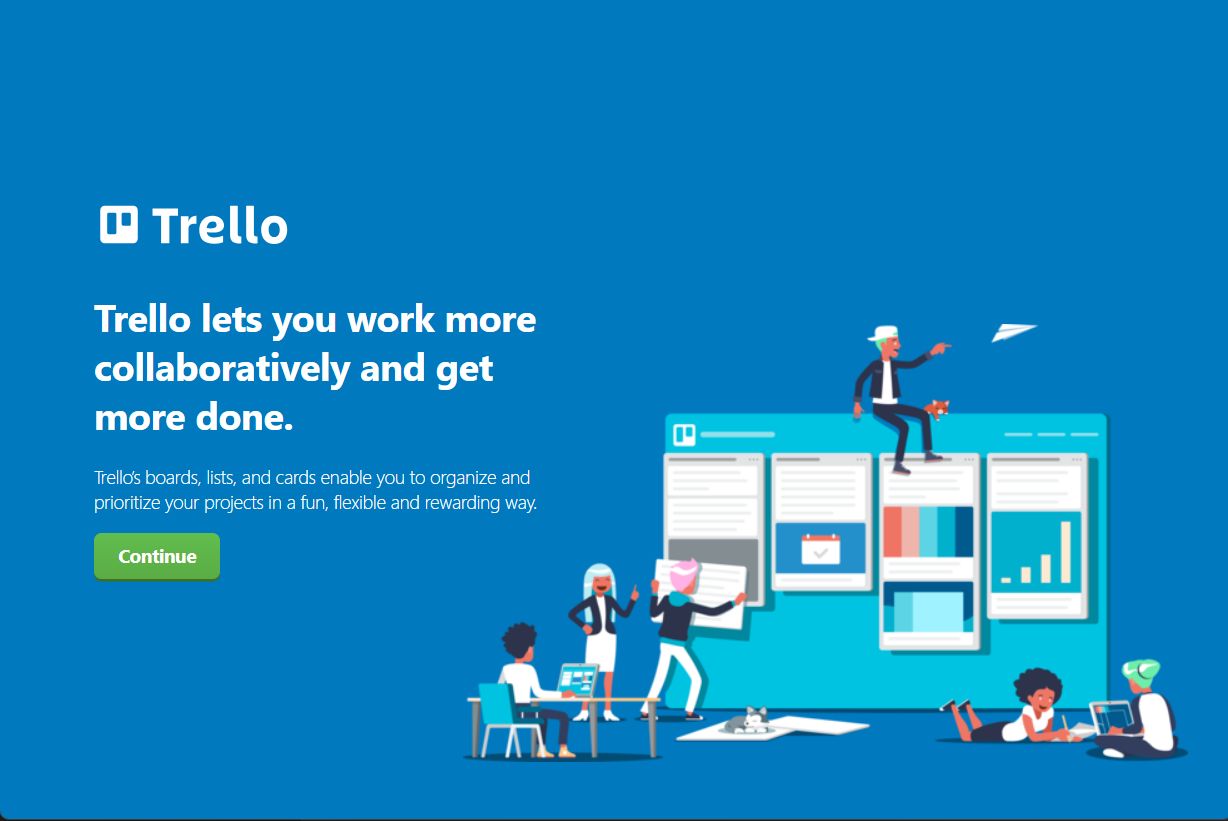 Trello
Trello lets you work more
collaboratively and get
more done.
Trello's boards, lists, and cards enable you to organize and
prioritize your projects in a fun, flexible and rewarding way.
Continue